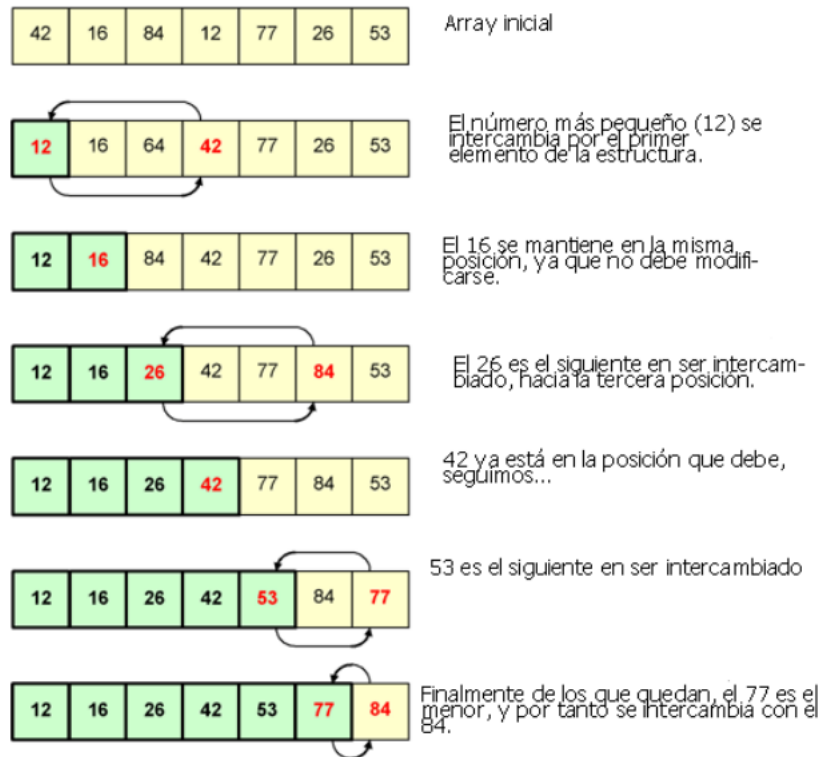 42 16 84 12 77 26 53
Array inicial
12 16 64 42 77 26 53
El número más pequeño (12) se
intercambia por el primer
elemento de la estructura.
12 16 84 42 77 26 53
El 16 se mantiene en la misma
posición, ya que no debe modifi-
carse.
12 16 26 42 77 84 53
El 26 es el siguiente en ser intercam-
biado, hacia la tercera posición.
12 16 26 42 77 84 53
42 ya está en la posición que debe,
seguimos...
12 16 26 42 53 84 77
53 es el siguiente en ser intercambiado
12 16 26 42 53 77 84
Finalmente de los que quedan, el 77 es el
menor, y por tanto se intercambia con el
84.